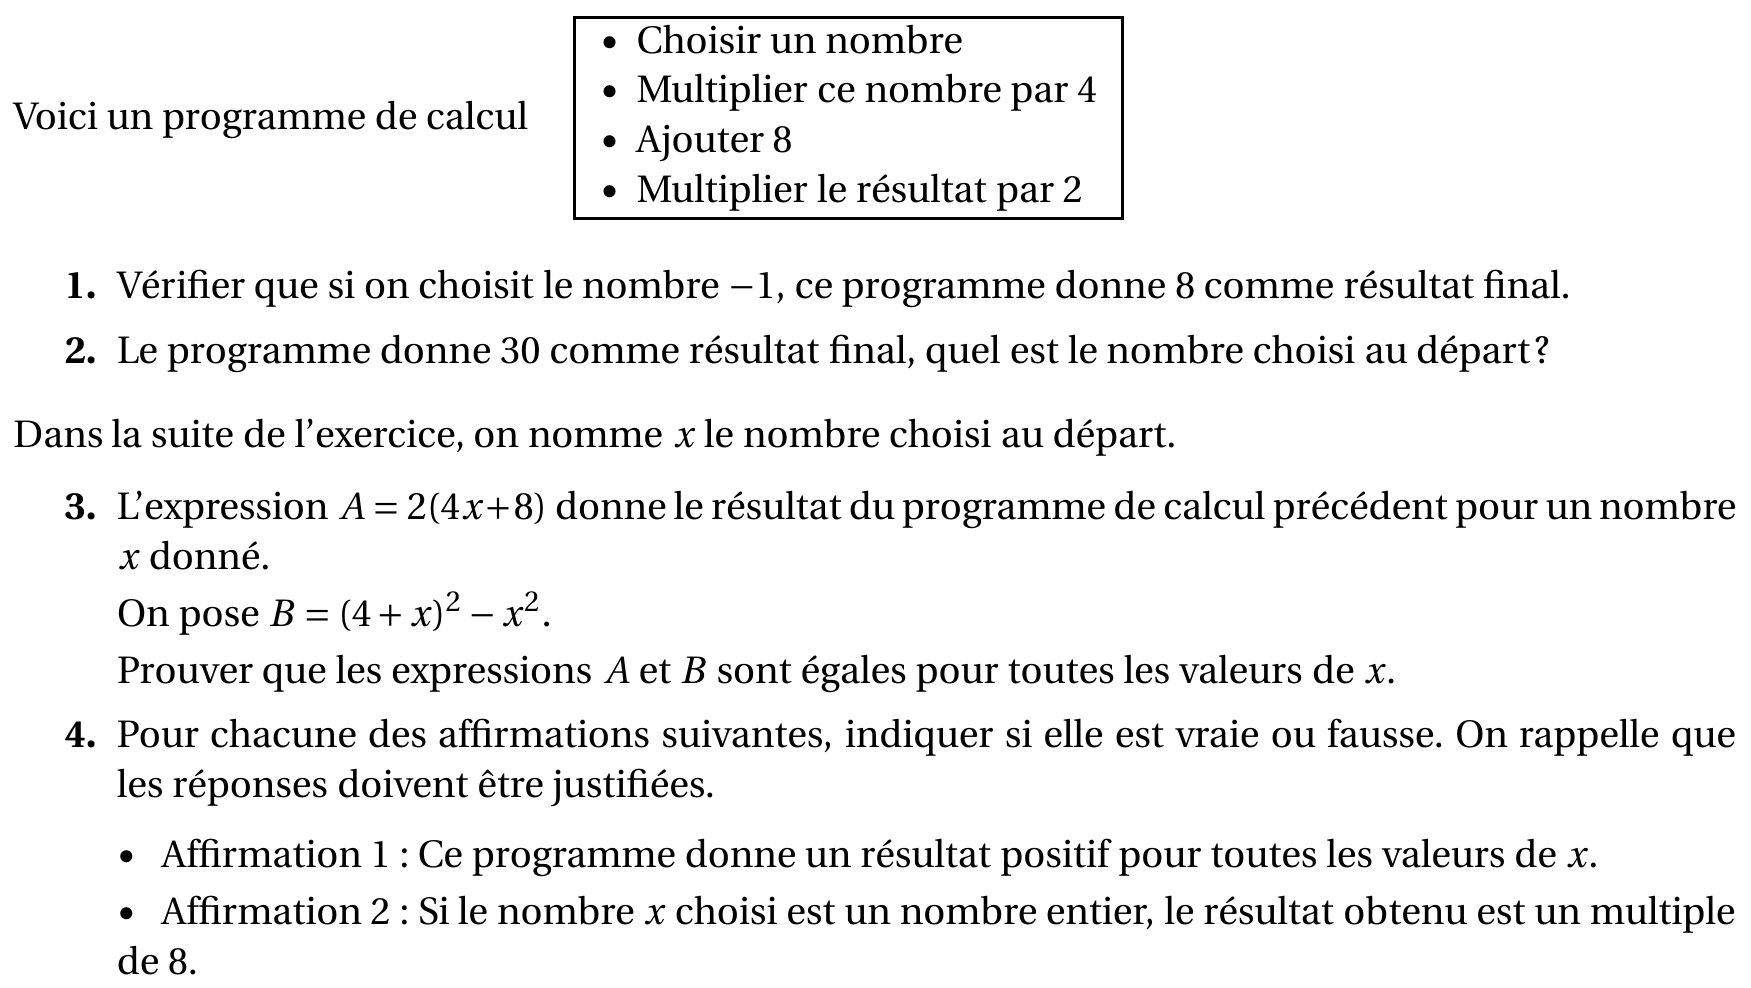 Voici un programme de calcul
• Choisir un nombre
• Multiplier ce nombre par 4
• Ajouter 8
• Multiplier le résultat par 2
1. Vérifier que si on choisit le nombre −1, ce programme donne 8 comme résultat final.
2. Le programme donne 30 comme résultat final, quel est le nombre choisi au départ?
Dans la suite de l’exercice, on nomme x le nombre choisi au départ.
3. L’expression A = 2(4x+8) donne le résultat du programme de calcul précédent pour un nombre
x donné.
On pose B = (4 + x)² − x².
Prouver que les expressions A et B sont égales pour toutes les valeurs de x.
4. Pour chacune des affirmations suivantes, indiquer si elle est vraie ou fausse. On rappelle que
les réponses doivent être justifiées.
• Affirmation 1 : Ce programme donne un résultat positif pour toutes les valeurs de x.
• Affirmation 2 : Si le nombre x choisi est un nombre entier, le résultat obtenu est un multiple
de 8.